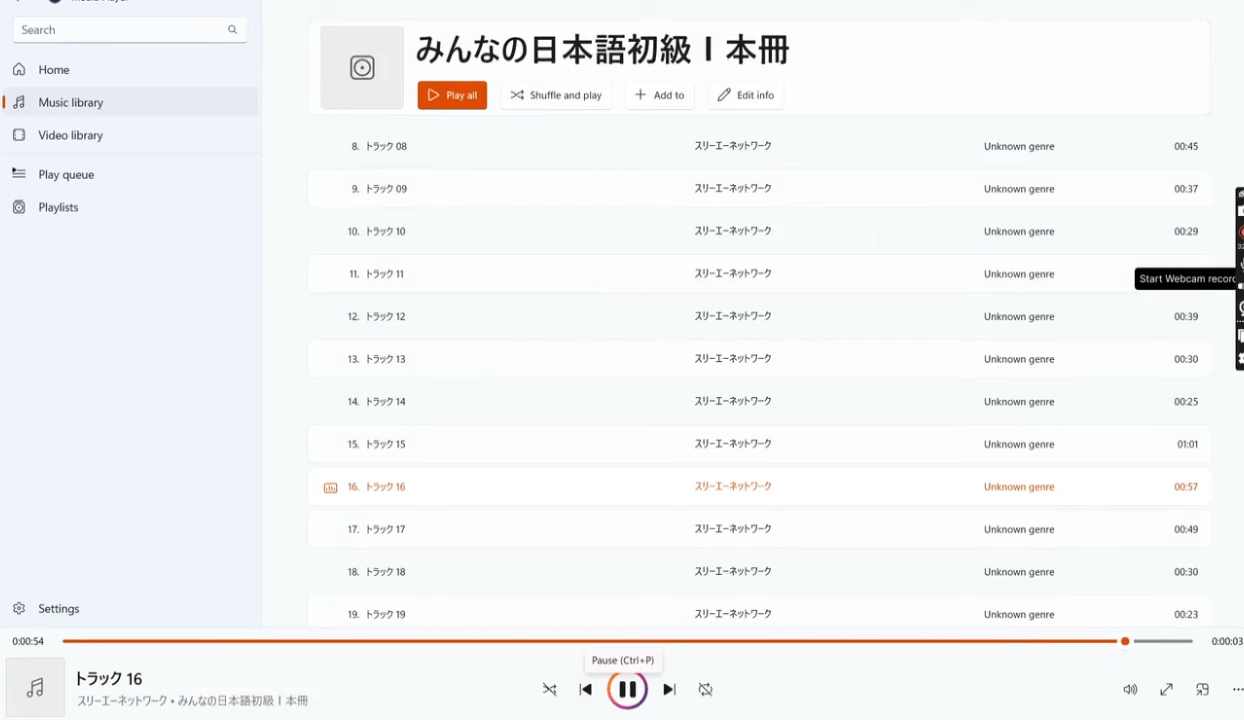 Media Player
Search
Home
Music library
Video library
Play queue
Playlists
Settings
みんなの日本語初級 I 本冊
Play all
Shuffle and play
Add to
Edit info
8. トラック 08 スリーエーネットワーク Unknown genre 00:45
9. トラック 09 スリーエーネットワーク Unknown genre 00:37
10. トラック 10 スリーエーネットワーク Unknown genre 00:29
11. トラック 11 スリーエーネットワーク Unknown genre
Start Webcam record
12. トラック 12 スリーエーネットワーク Unknown genre 00:39
13. トラック 13 スリーエーネットワーク Unknown genre 00:30
14. トラック 14 スリーエーネットワーク Unknown genre 00:25
15. トラック 15 スリーエーネットワーク Unknown genre 01:01
16. トラック 16 スリーエーネットワーク Unknown genre 00:57
17. トラック 17 スリーエーネットワーク Unknown genre 00:49
18. トラック 18 スリーエーネットワーク Unknown genre 00:30
19. トラック 19 スリーエーネットワーク Unknown genre 00:23
0:00:54
0:00:03
Pause (Ctrl+P)
トラック 16
スリーエーネットワーク • みんなの日本語初級 I 本冊